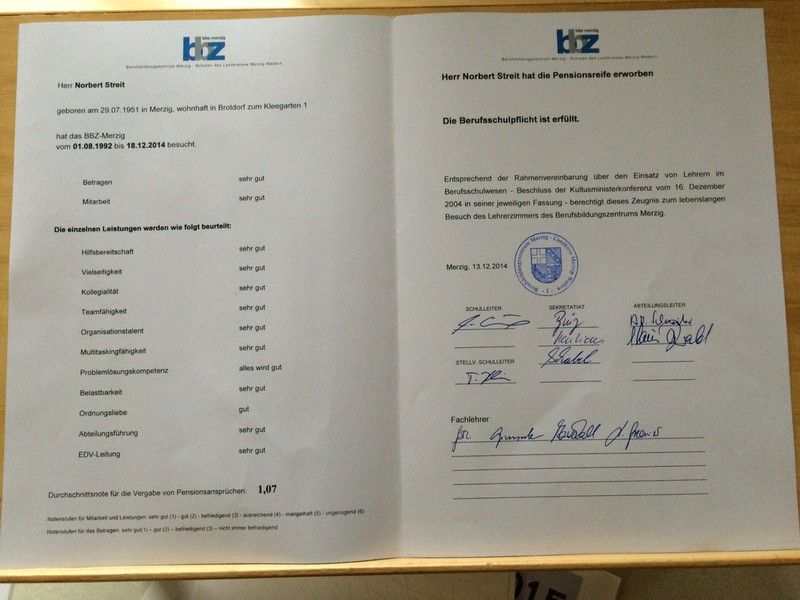 bbz
bbz merzig
Berufsbildungszentrum Merzig - Schulen des Landkreises Merzig-Wadern
Herr Norbert Streit
geboren am 29.07.1951 in Merzig, wohnhaft in Brotdorf zum Kleegarten 1
hat das BBZ-Merzig
vom 01.08.1992 bis 18.12.2014 besucht.
Betragen sehr gut
Mitarbeit sehr gut
Die einzelnen Leistungen werden wie folgt beurteilt:
Hilfsbereitschaft sehr gut
Vielseitigkeit sehr gut
Kollegialität sehr gut
Teamfähigkeit sehr gut
Organisationstalent sehr gut
Multitaskingfähigkeit sehr gut
Problemlösungskompetenz alles wird gut
Belastbarkeit sehr gut
Ordnungsliebe gut
Abteilungsführung sehr gut
EDV-Leitung sehr gut
Durchschnittsnote für die Vergabe von Pensionsansprüchen: 1,07
Notenstufen für Mitarbeit und Leistungen: sehr gut (1) - gut (2) - befriedigend (3) - ausreichend (4) - mangelhaft (5) - ungenügend (6)
Notenstufen für das Betragen: sehr gut(1) – gut (2) – befriedigend (3) – nicht immer befriedigend
bbz
bbz merzig
Berufsbildungszentrum Merzig - Schulen des Landkreises Merzig-Wadern
Herr Norbert Streit hat die Pensionsreife erworben
Die Berufsschulpflicht ist erfüllt.
Entsprechend der Rahmenvereinbarung über den Einsatz von Lehrern im
Berufsschulwesen - Beschluss der Kultusministerkonferenz vom 16. Dezember
2004 in seiner jeweiligen Fassung - berechtigt dieses Zeugnis zum lebenslangen
Besuch des Lehrerzimmers des Berufsbildungszentrums Merzig.
Merzig, 13.12.2014
Berufsbildungszentrum Merzig - Landkreis Merzig-Wadern
- 1 -
SCHULLEITER SEKRETATIAT ABTEILUNGSLEITER
STELLV. SCHULLEITER
Fachlehrer